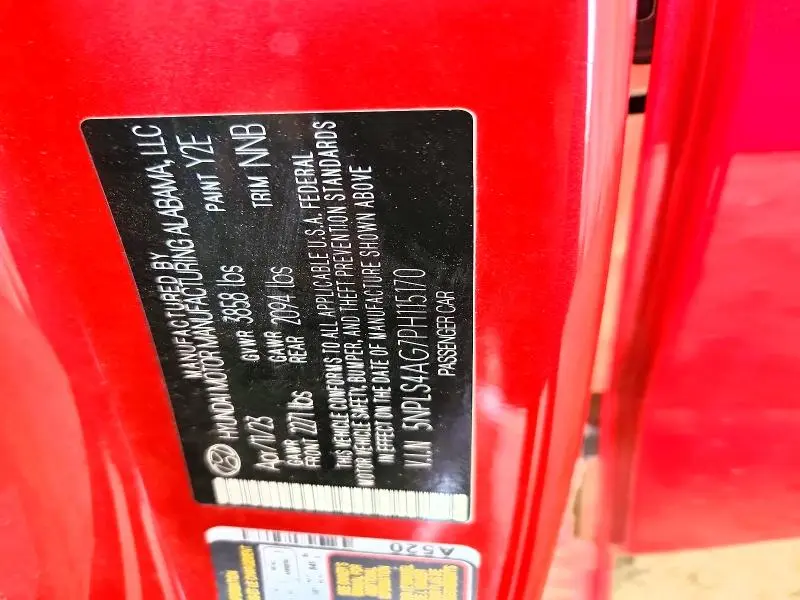 MANUFACTURED BY
HYUNDAI MOTOR MANUFACTURING ALABAMA, LLC
Apr/11/23 GVWR 3858 lbs PAINT Y2E
GAWR FRONT 2271 lbs GAWR REAR 2094 lbs TRIM NNB
THIS VEHICLE CONFORMS TO ALL APPLICABLE U.S.A. FEDERAL
MOTOR VEHICLE SAFETY, BUMPER, AND THEFT PREVENTION STANDARDS
IN EFFECT ON THE DATE OF MANUFACTURE SHOWN ABOVE
V.I.N 5NPLS4AG7PH115170
PASSENGER CAR
A520